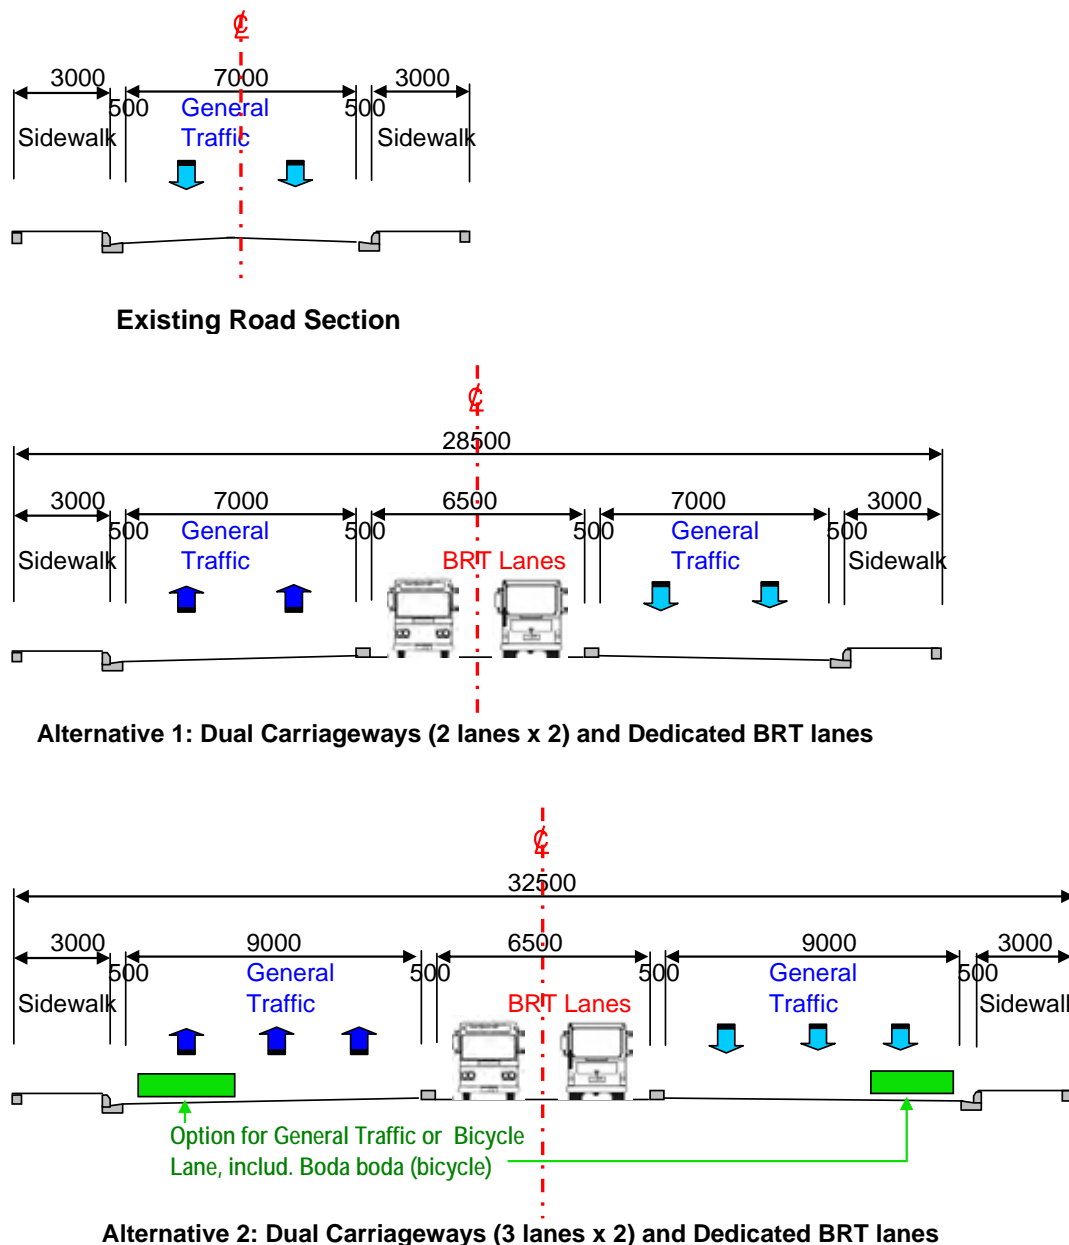 ℄
3000 7000 3000
500 General 500
Sidewalk Traffic Sidewalk
Existing Road Section
℄
28500
3000 7000 6500 7000 3000
500 General 500 500 General 500
Sidewalk Traffic BRT Lanes Traffic Sidewalk
Alternative 1: Dual Carriageways (2 lanes x 2) and Dedicated BRT lanes
℄
32500
3000 9000 6500 9000 3000
500 General 500 500 General 500
Sidewalk Traffic BRT Lanes Traffic Sidewalk
Option for General Traffic or Bicycle
Lane, includ. Boda boda (bicycle)
Alternative 2: Dual Carriageways (3 lanes x 2) and Dedicated BRT lanes